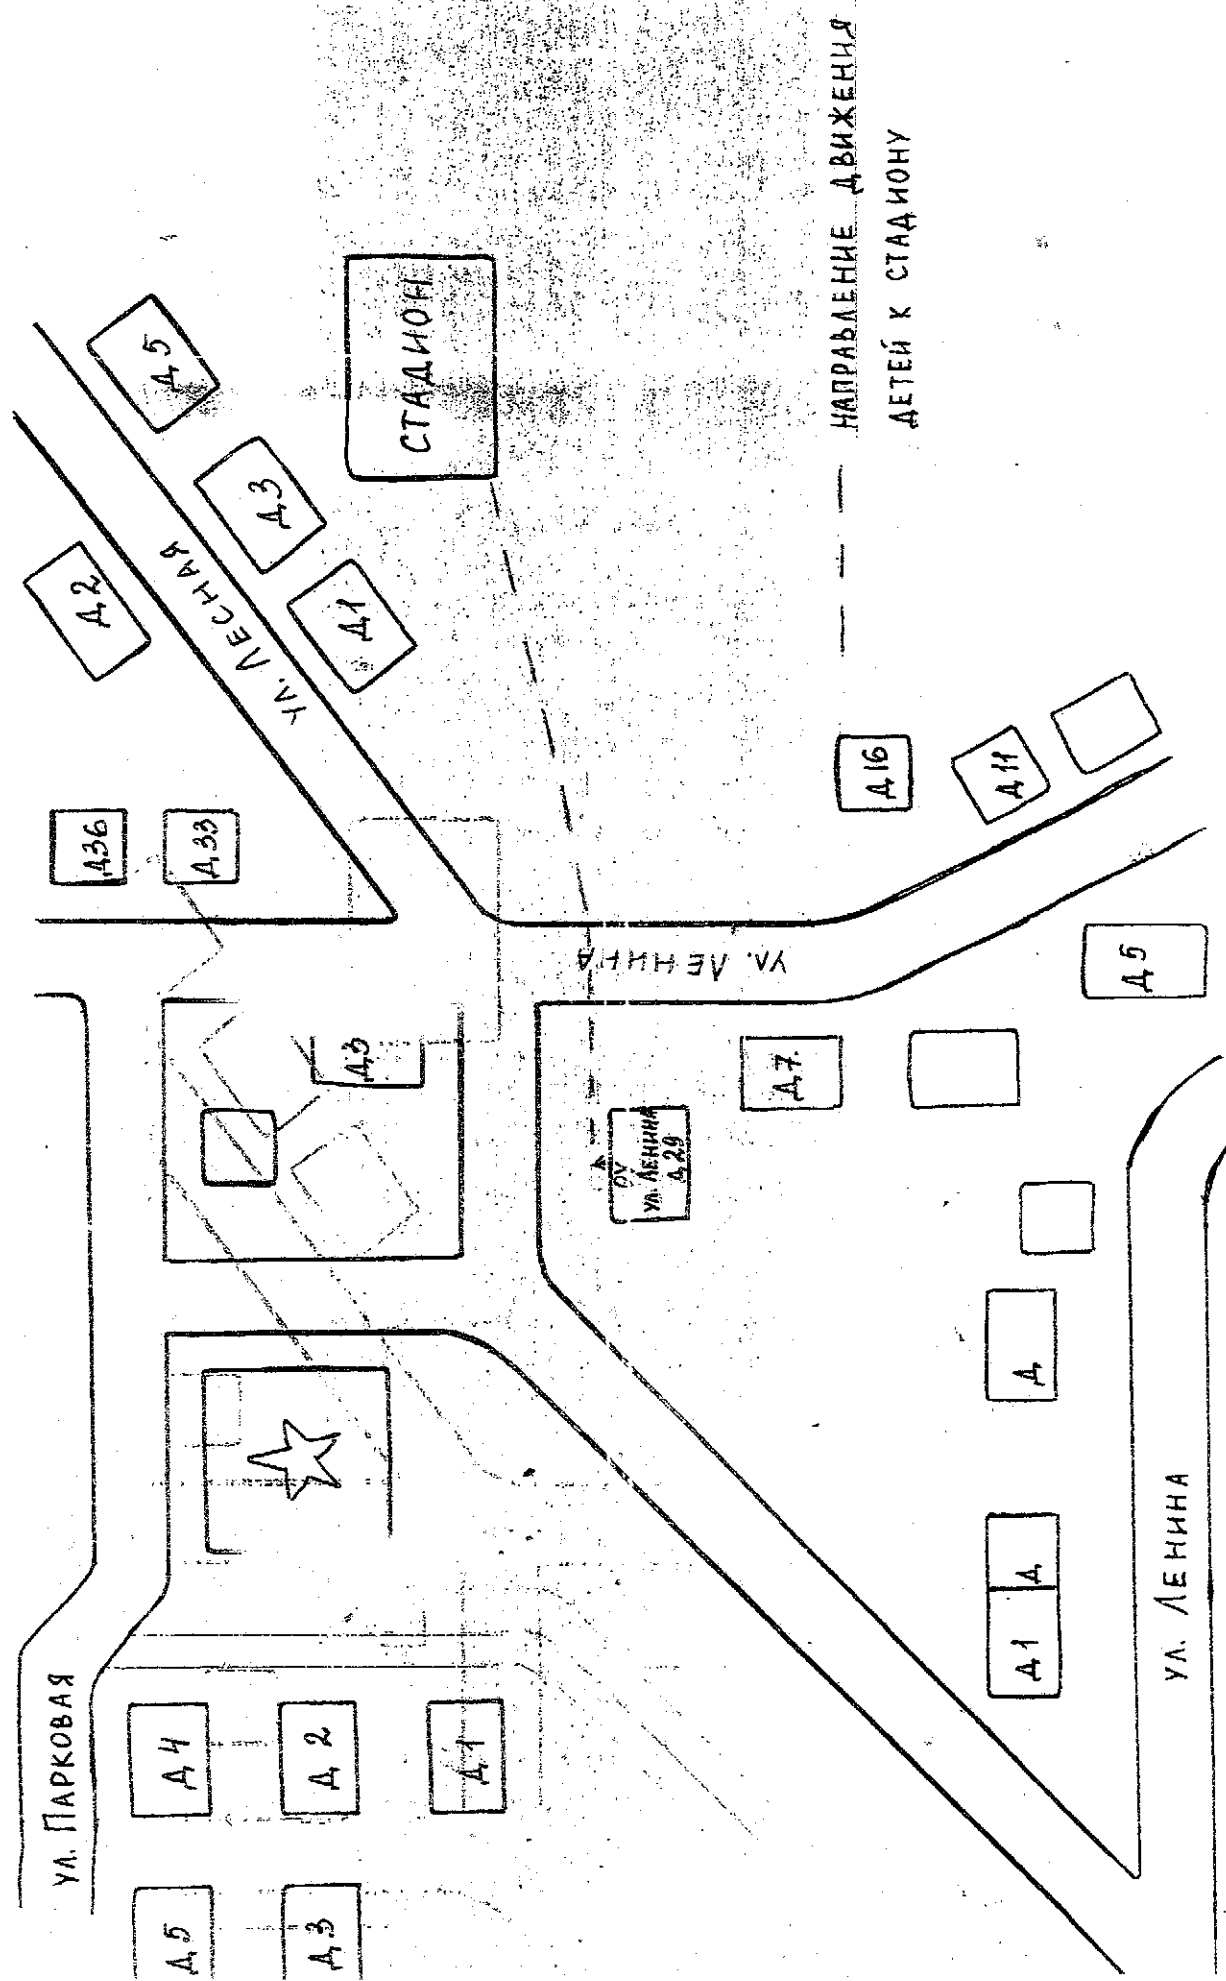 УЛ. ПАРКОВАЯ
Д.5
Д.4
Д.3
Д.2
Д.1
Д.36
Д.33
Д.2
УЛ. ЛЕСНАЯ
Д.5
Д.3
Д.1
СТАДИОН
Д.3
УЛ. ЛЕНИНА
ОУ
УЛ. ЛЕНИНА
Д.29
Д.7
Д.16
Д.11
Д.5
Д
Д.1
Д
УЛ. ЛЕНИНА
НАПРАВЛЕНИЕ ДВИЖЕНИЯ
ДЕТЕЙ К СТАДИОНУ